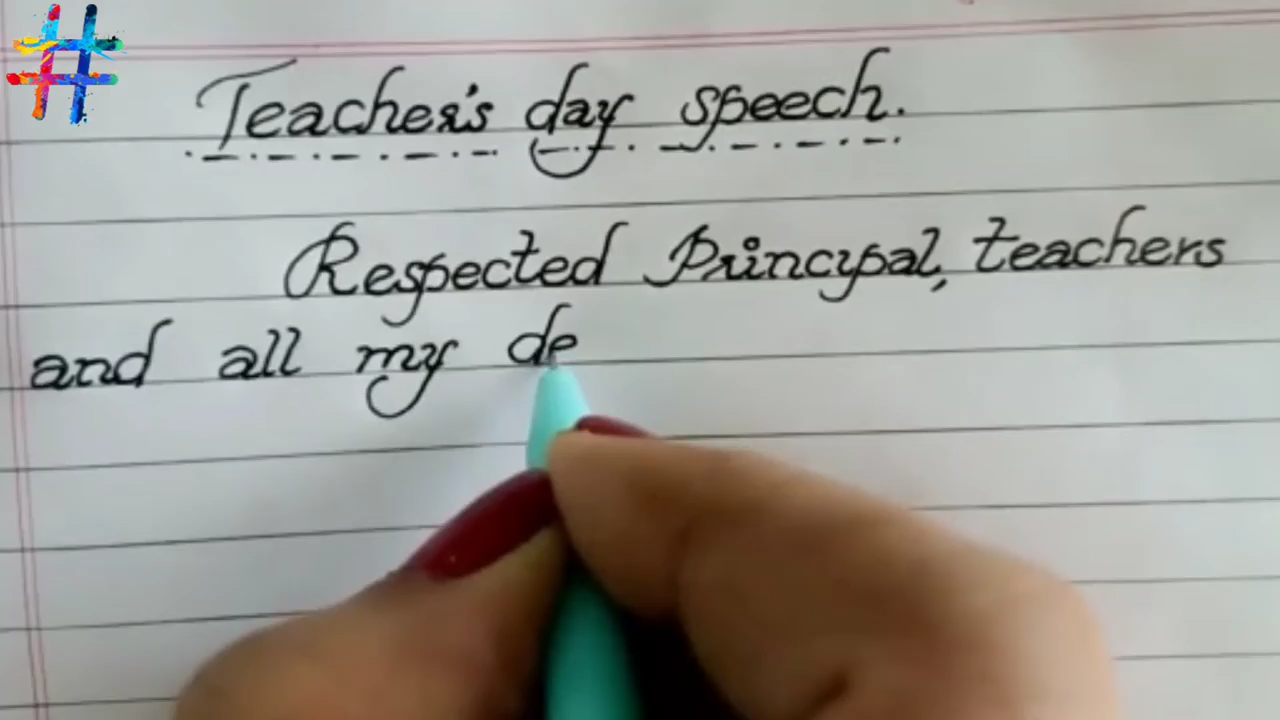 Teacher's day speech.
Respected Principal, teachers
and all my de